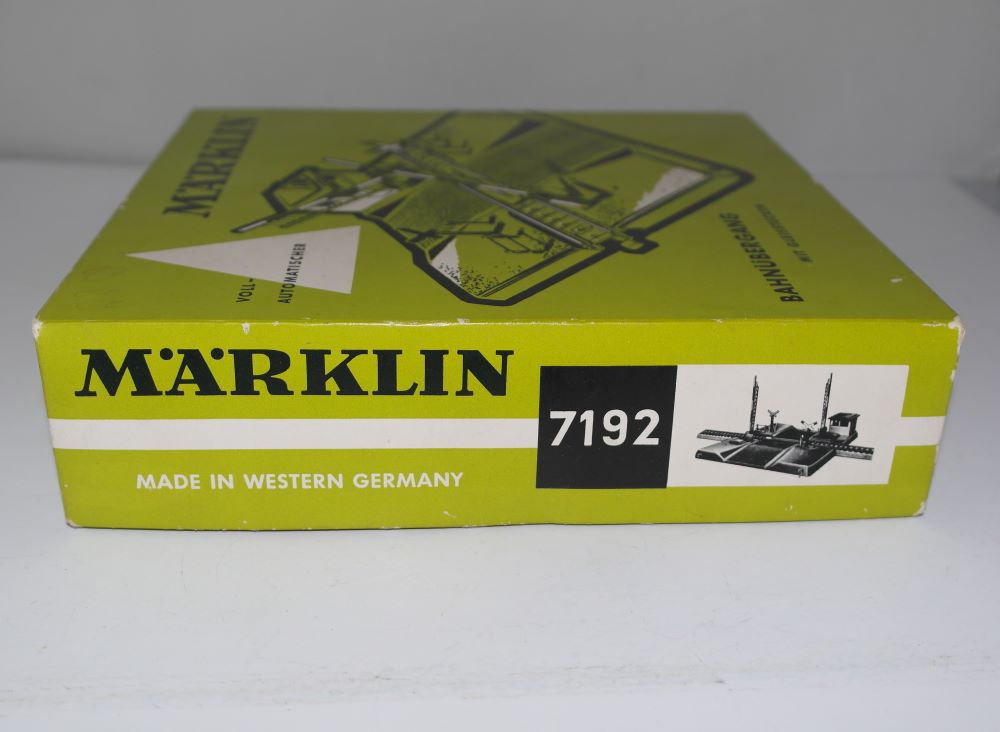 MÄRKLIN
VOLL-
AUTOMATISCHER
BAHNÜBERGANG
MÄRKLIN
7192
MADE IN WESTERN GERMANY